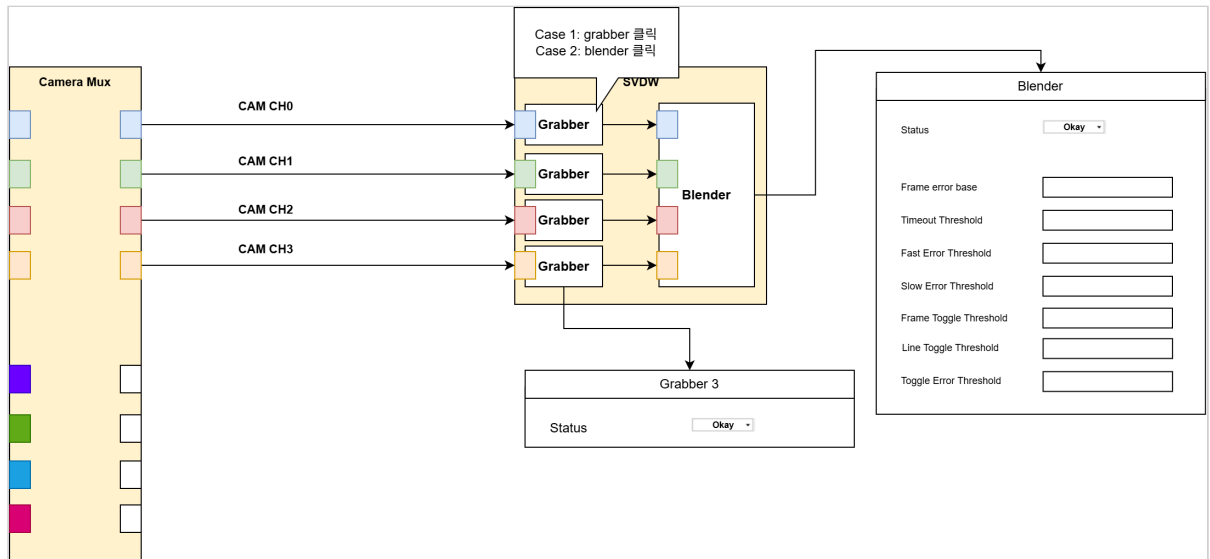 Case 1: grabber 클릭
Case 2: blender 클릭
Camera Mux
SVDW
Blender
CAM CH0
Grabber
Status
Okay
CAM CH1
Grabber
Blender
Frame error base
CAM CH2
Grabber
Timeout Threshold
CAM CH3
Grabber
Fast Error Threshold
Slow Error Threshold
Frame Toggle Threshold
Line Toggle Threshold
Toggle Error Threshold
Grabber 3
Status
Okay